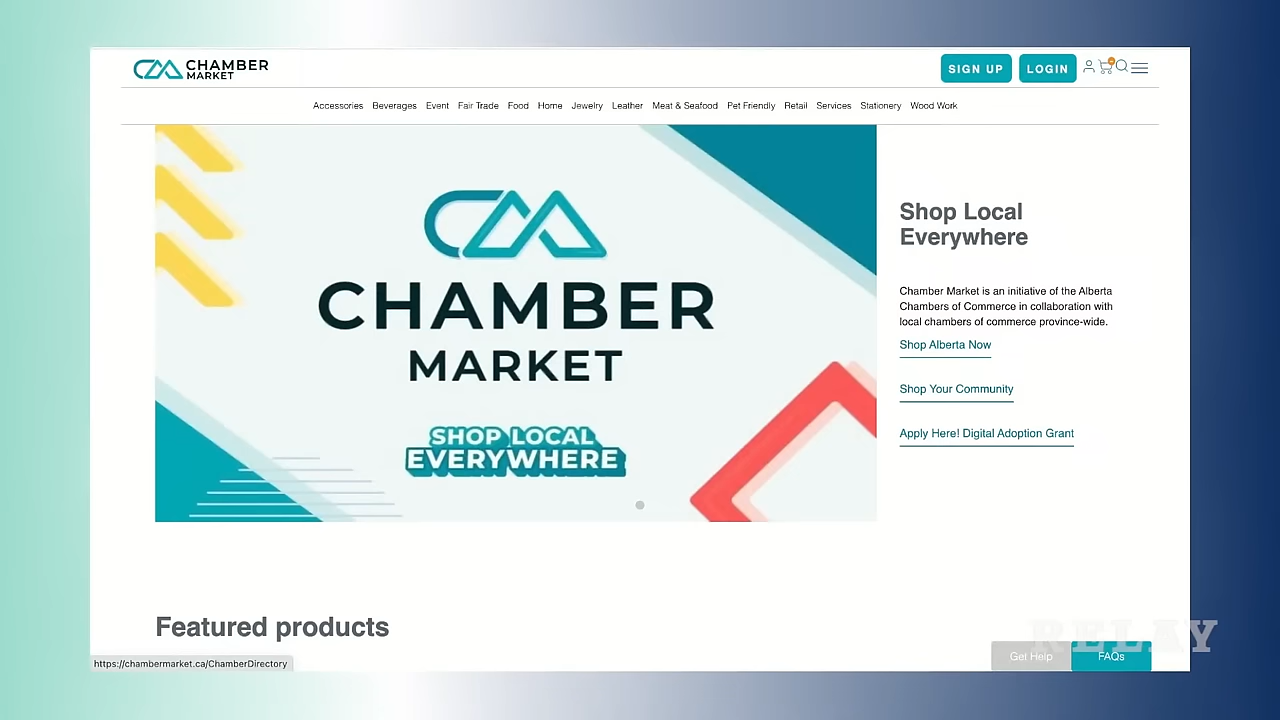 CHAMBER
MARKET
SIGN UP
LOGIN
Accessories Beverages Event Fair Trade Food Home Jewelry Leather Meat & Seafood Pet Friendly Retail Services Stationery Wood Work
CHAMBER
MARKET
SHOP LOCAL
EVERYWHERE
Shop Local
Everywhere
Chamber Market is an initiative of the Alberta
Chambers of Commerce in collaboration with
local chambers of commerce province-wide.
Shop Alberta Now
Shop Your Community
Apply Here! Digital Adoption Grant
Featured products
RELAY
Get Help
FAQs
https://chambermarket.ca/ChamberDirectory